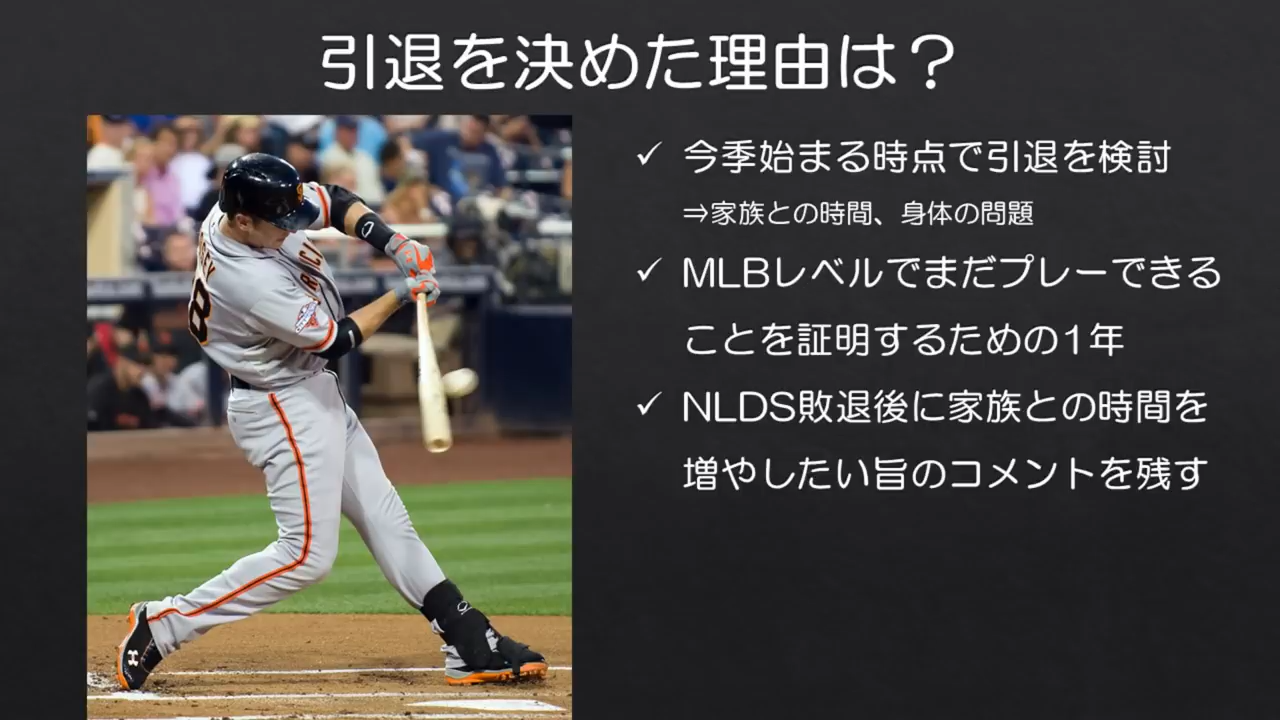 引退を決めた理由は？
✓ 今季始まる時点で引退を検討
⇒家族との時間、身体の問題
✓ MLBレベルでまだプレーできる
ことを証明するための1年
✓ NLDS敗退後に家族との時間を
増やしたい旨のコメントを残す